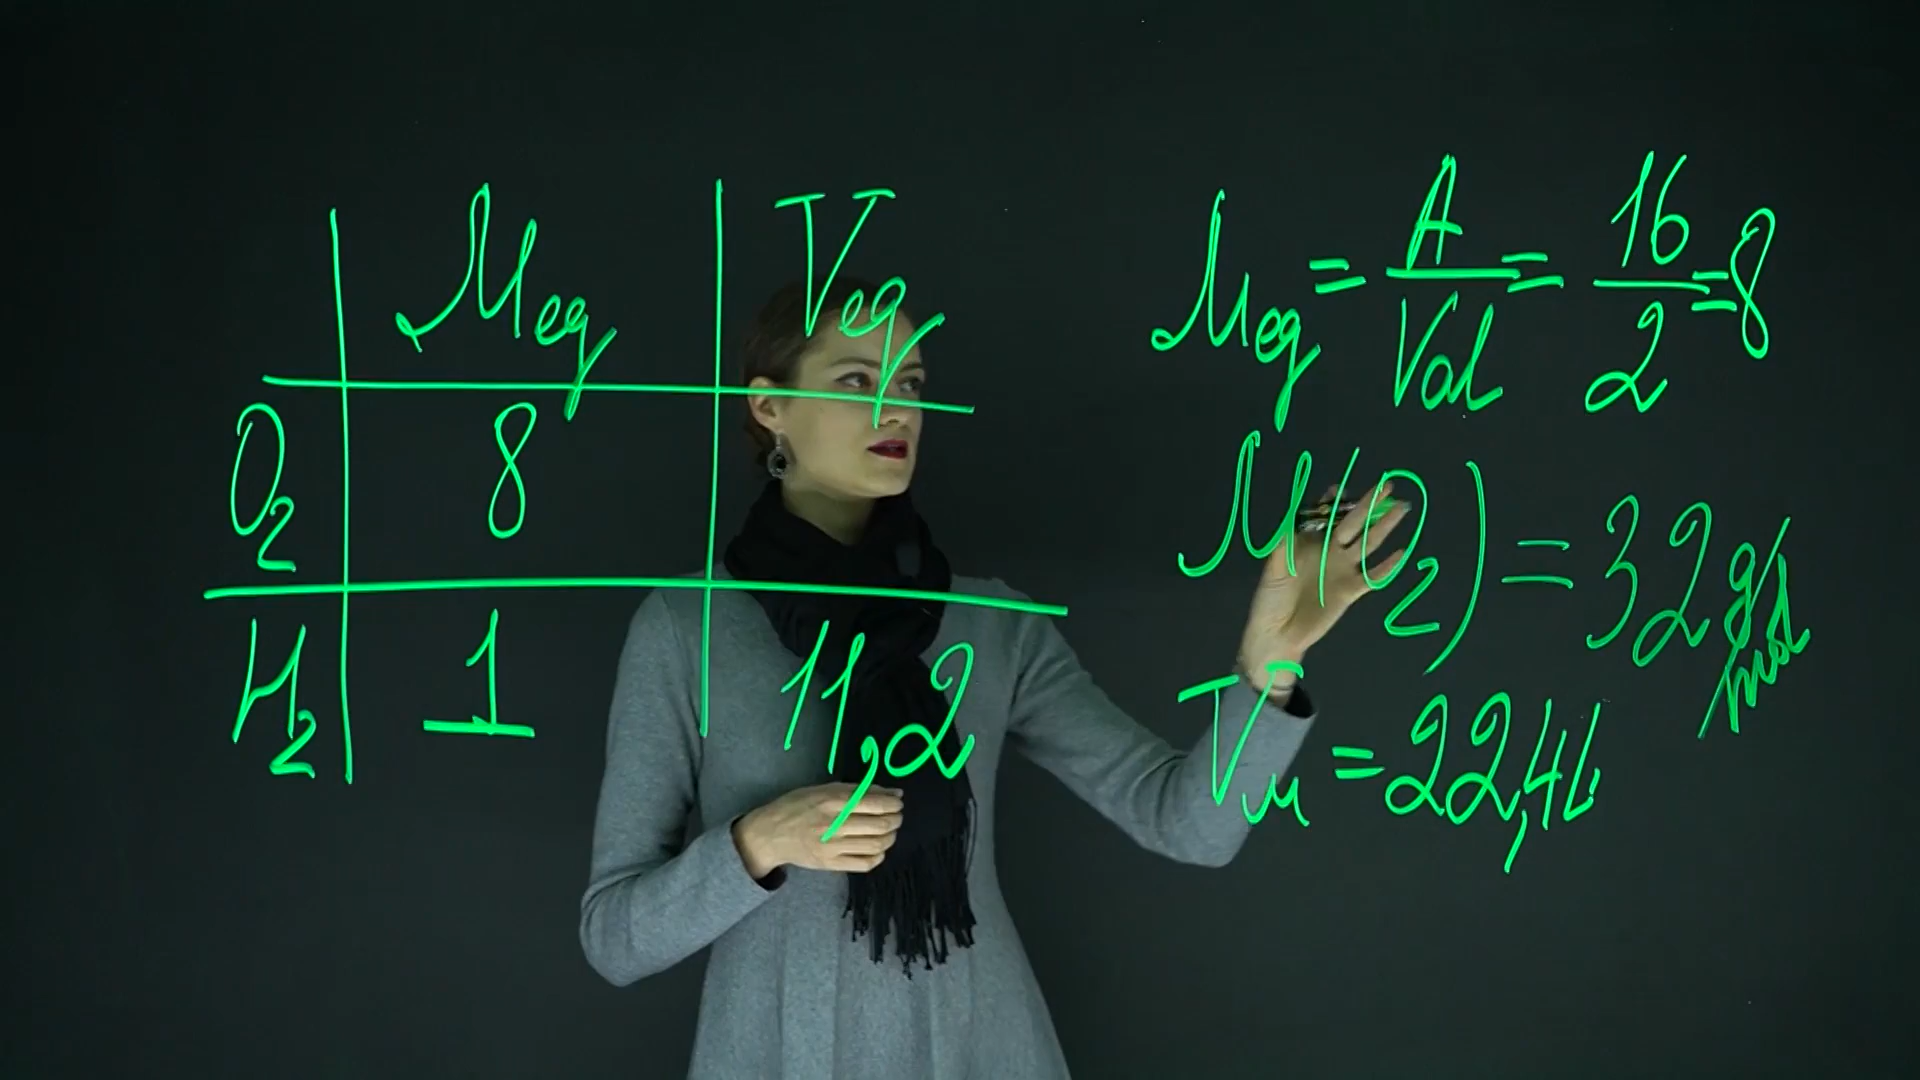 Meq Veq
O2 8
H2 1 11,2
Meq = A/Val = 16/2 = 8
M(O2) = 32 g/mol
VM = 22,4L